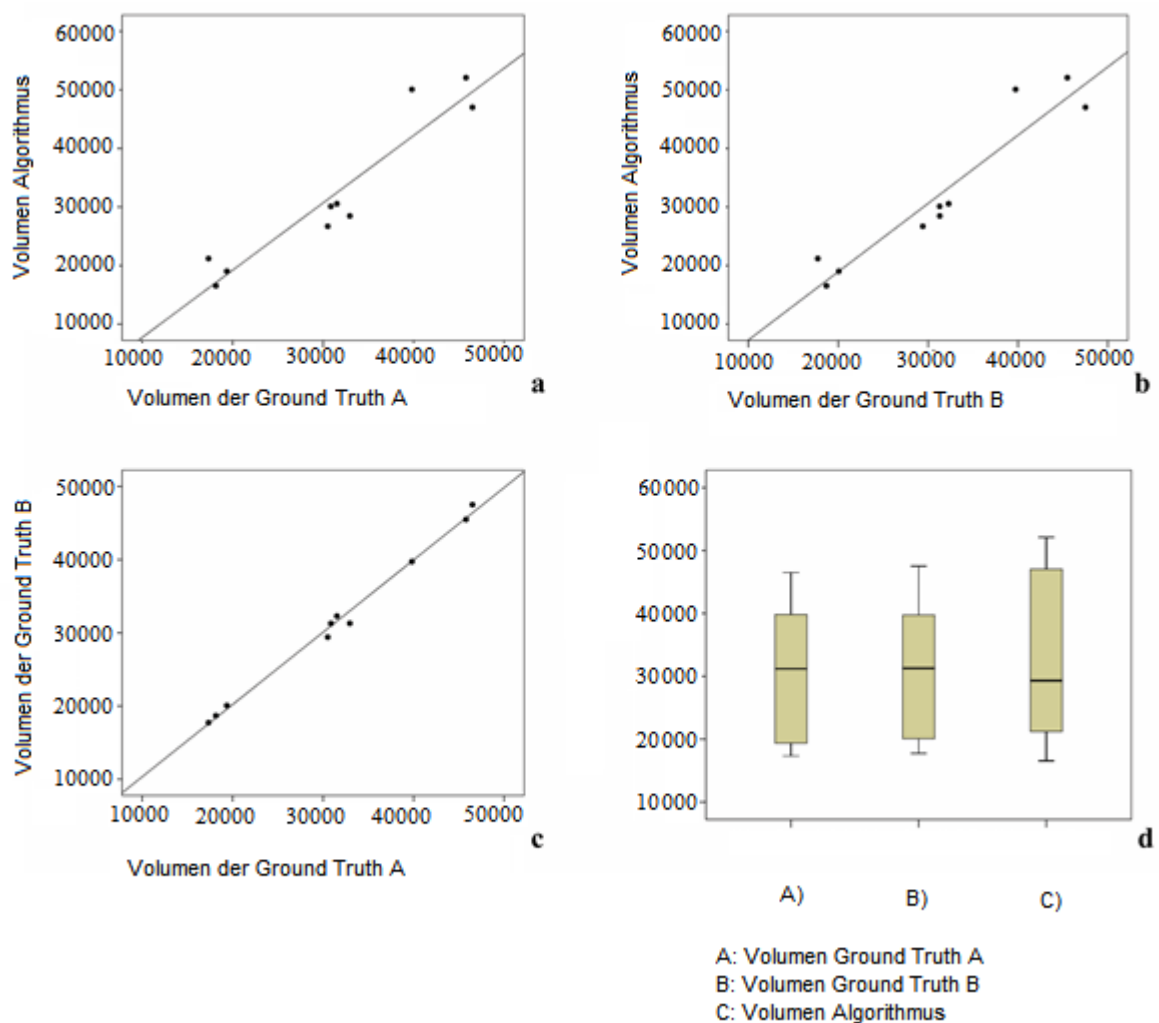 60000
50000
40000
30000
20000
10000
Volumen Algorithmus
10000 20000 30000 40000 50000
Volumen der Ground Truth A
a
60000
50000
40000
30000
20000
10000
Volumen Algorithmus
10000 20000 30000 40000 50000
Volumen der Ground Truth B
b
50000
40000
30000
20000
10000
Volumen der Ground Truth B
10000 20000 30000 40000 50000
Volumen der Ground Truth A
c
60000
50000
40000
30000
20000
10000
d
A) B) C)
A: Volumen Ground Truth A
B: Volumen Ground Truth B
C: Volumen Algorithmus